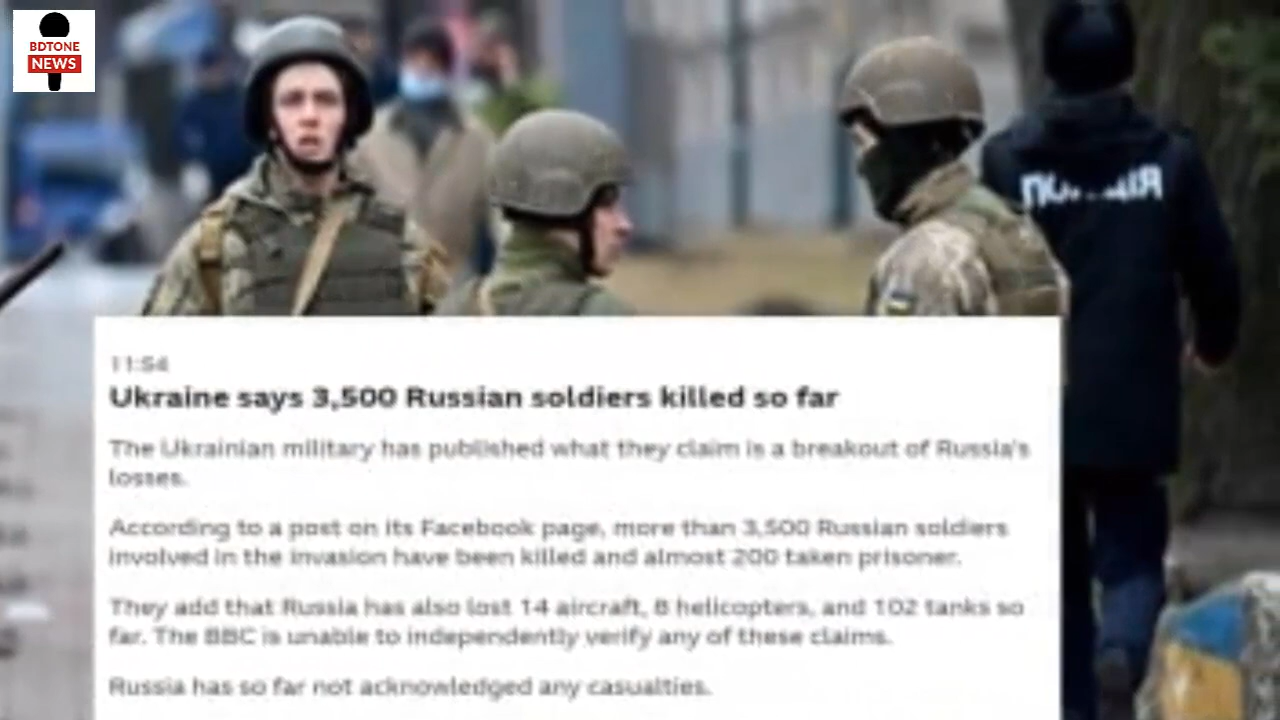 BDTONE
NEWS
ПОЛІЦІЯ
11:54
Ukraine says 3,500 Russian soldiers killed so far
The Ukrainian military has published what they claim is a breakout of Russia's
losses.
According to a post on its Facebook page, more than 3,500 Russian soldiers
involved in the invasion have been killed and almost 200 taken prisoner.
They add that Russia has also lost 14 aircraft, 8 helicopters, and 102 tanks so
far. The BBC is unable to independently verify any of these claims.
Russia has so far not acknowledged any casualties.